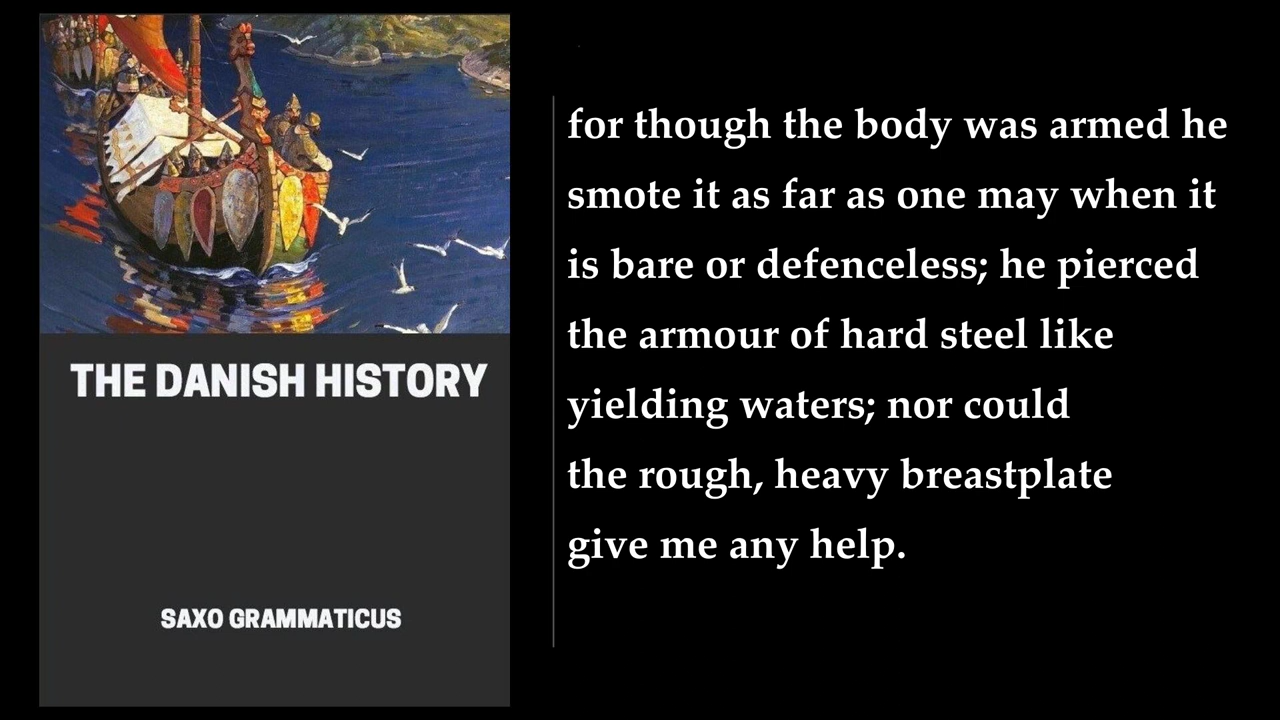 THE DANISH HISTORY
SAXO GRAMMATICUS
for though the body was armed he
smote it as far as one may when it
is bare or defenceless; he pierced
the armour of hard steel like
yielding waters; nor could
the rough, heavy breastplate
give me any help.